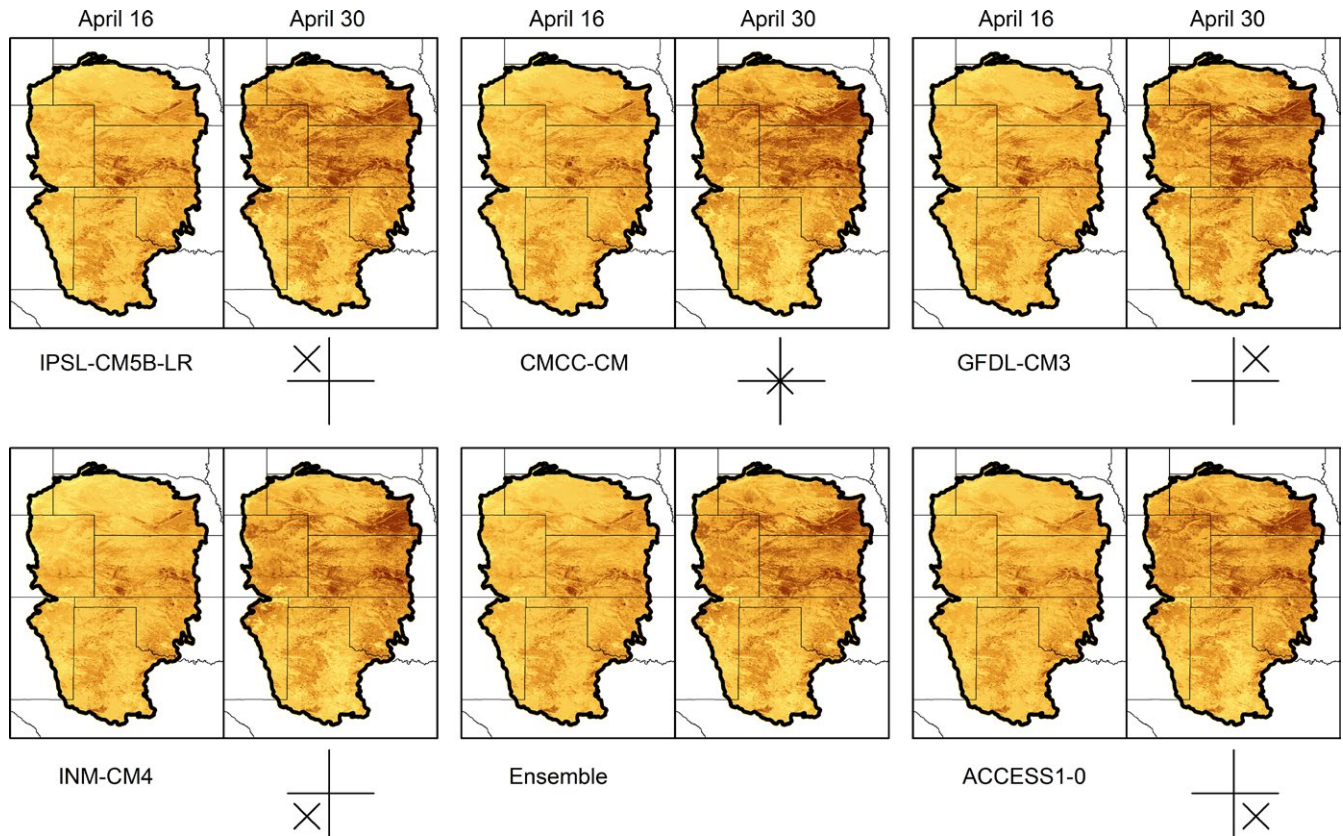 April 16 April 30 April 16 April 30 April 16 April 30
IPSL-CM5B-LR CMCC-CM GFDL-CM3
INM-CM4 Ensemble ACCESS1-0